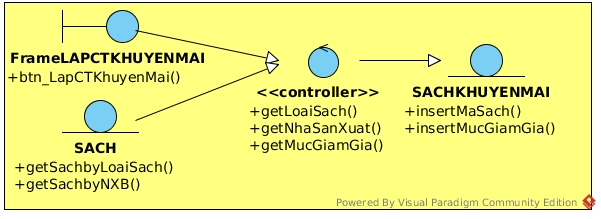 FrameLAPCTKHUYENMAI
+btn_LapCTKhuyenMai()
SACH
+getSachbyLoaiSach()
+getSachbyNXB()
<<controller>>
+getLoaiSach()
+getNhaSanXuat()
+getMucGiamGia()
SACHKHUYENMAI
+insertMaSach()
+insertMucGiamGia()
Powered By Visual Paradigm Community Edition